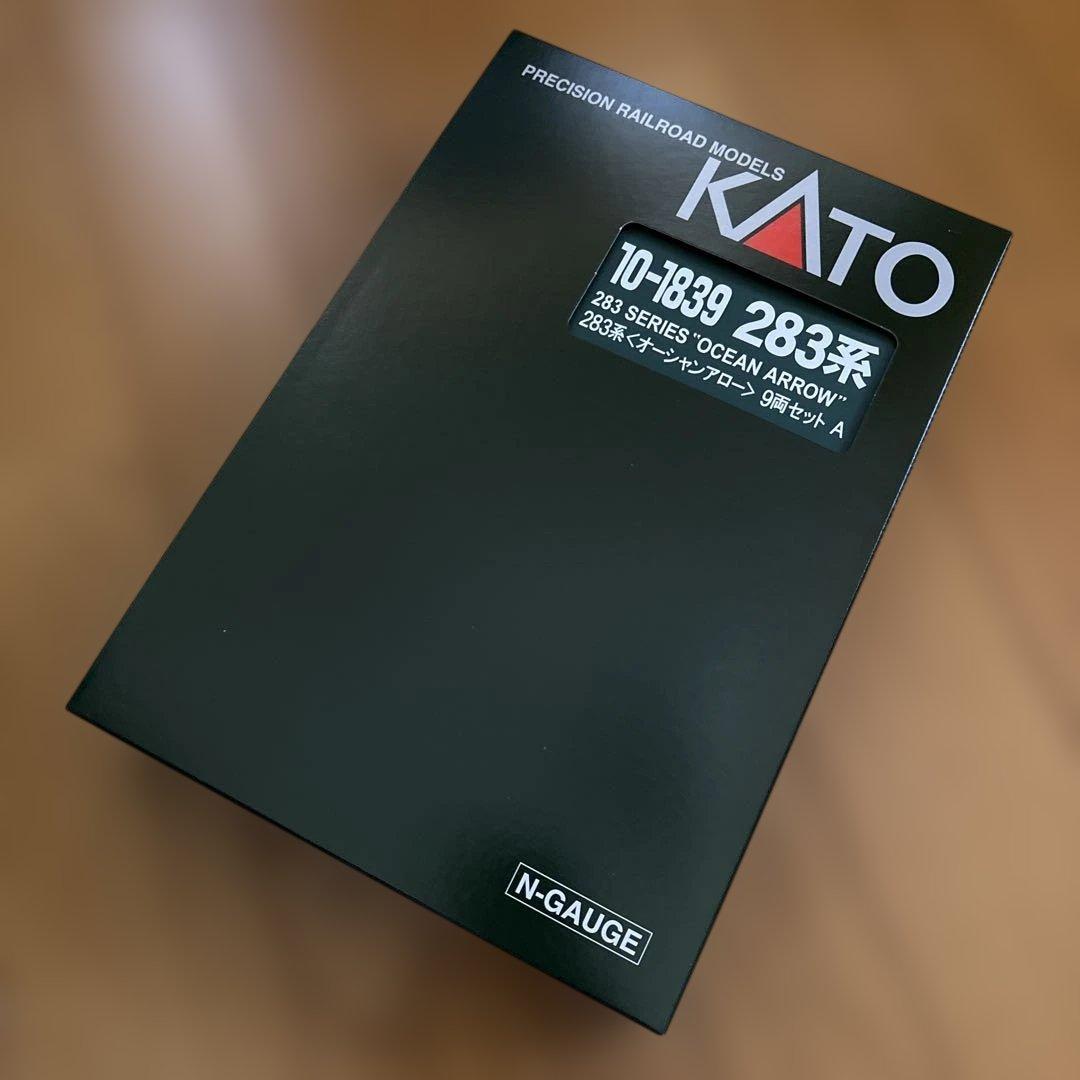 PRECISION RAILROAD MODELS
KATO
10-1839 283系
283 SERIES "OCEAN ARROW"
283系<オーシャンアロー> 9両セット A
N-GAUGE